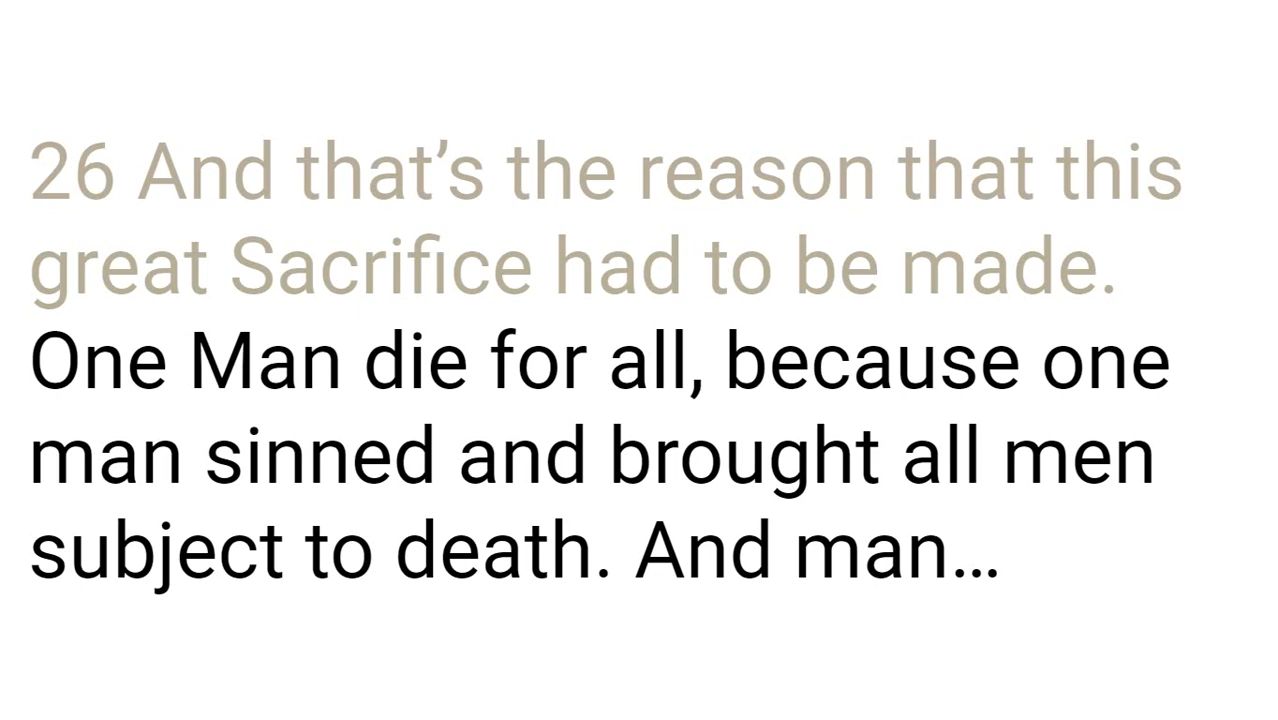 26 And that’s the reason that this
great Sacrifice had to be made.
One Man die for all, because one
man sinned and brought all men
subject to death. And man…